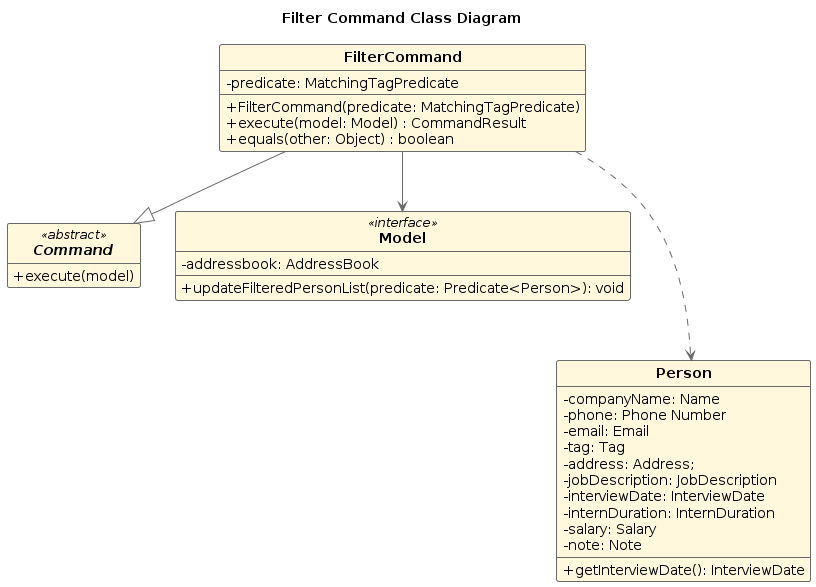 Filter Command Class Diagram
FilterCommand
-predicate: MatchingTagPredicate
+FilterCommand(predicate: MatchingTagPredicate)
+execute(model: Model) : CommandResult
+equals(other: Object) : boolean
«abstract»
Command
+execute(model)
«interface»
Model
-addressbook: AddressBook
+updateFilteredPersonList(predicate: Predicate<Person>): void
Person
-companyName: Name
-phone: Phone Number
-email: Email
-tag: Tag
-address: Address;
-jobDescription: JobDescription
-interviewDate: InterviewDate
-internDuration: InternDuration
-salary: Salary
-note: Note
+getInterviewDate(): InterviewDate